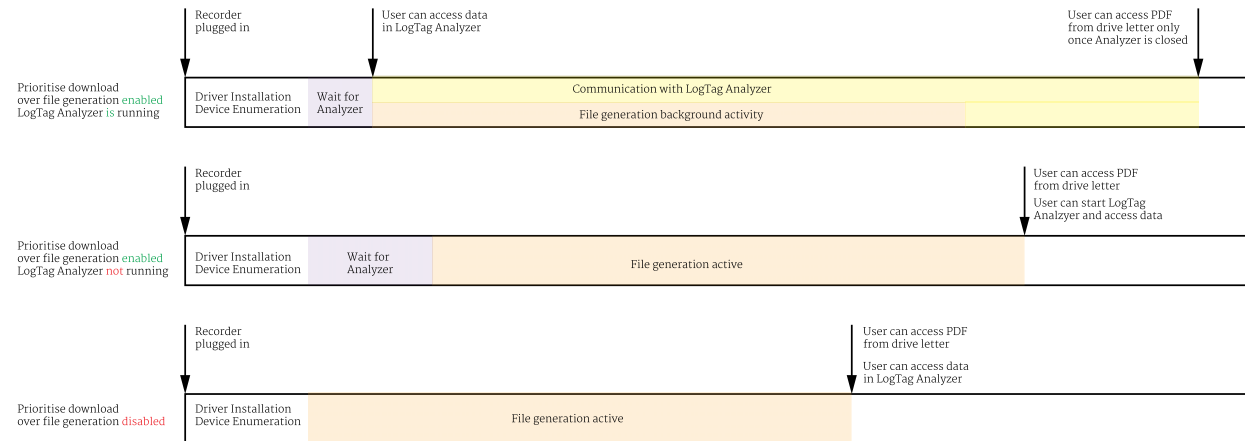 Recorder
plugged in
User can access data
in LogTag Analyzer
User can access PDF
from drive letter only
once Analyzer is closed
Prioritise download
over file generation enabled
LogTag Analyzer is running
Driver Installation
Device Enumeration
Wait for
Analyzer
Communication with LogTag Analyzer
File generation background activity
Recorder
plugged in
User can access PDF
from drive letter
User can start LogTag
Analzyer and access data
Prioritise download
over file generation enabled
LogTag Analyzer not running
Driver Installation
Device Enumeration
Wait for
Analyzer
File generation active
Recorder
plugged in
User can access PDF
from drive letter
User can access data
in LogTag Analyzer
Prioritise download
over file generation disabled
Driver Installation
Device Enumeration
File generation active